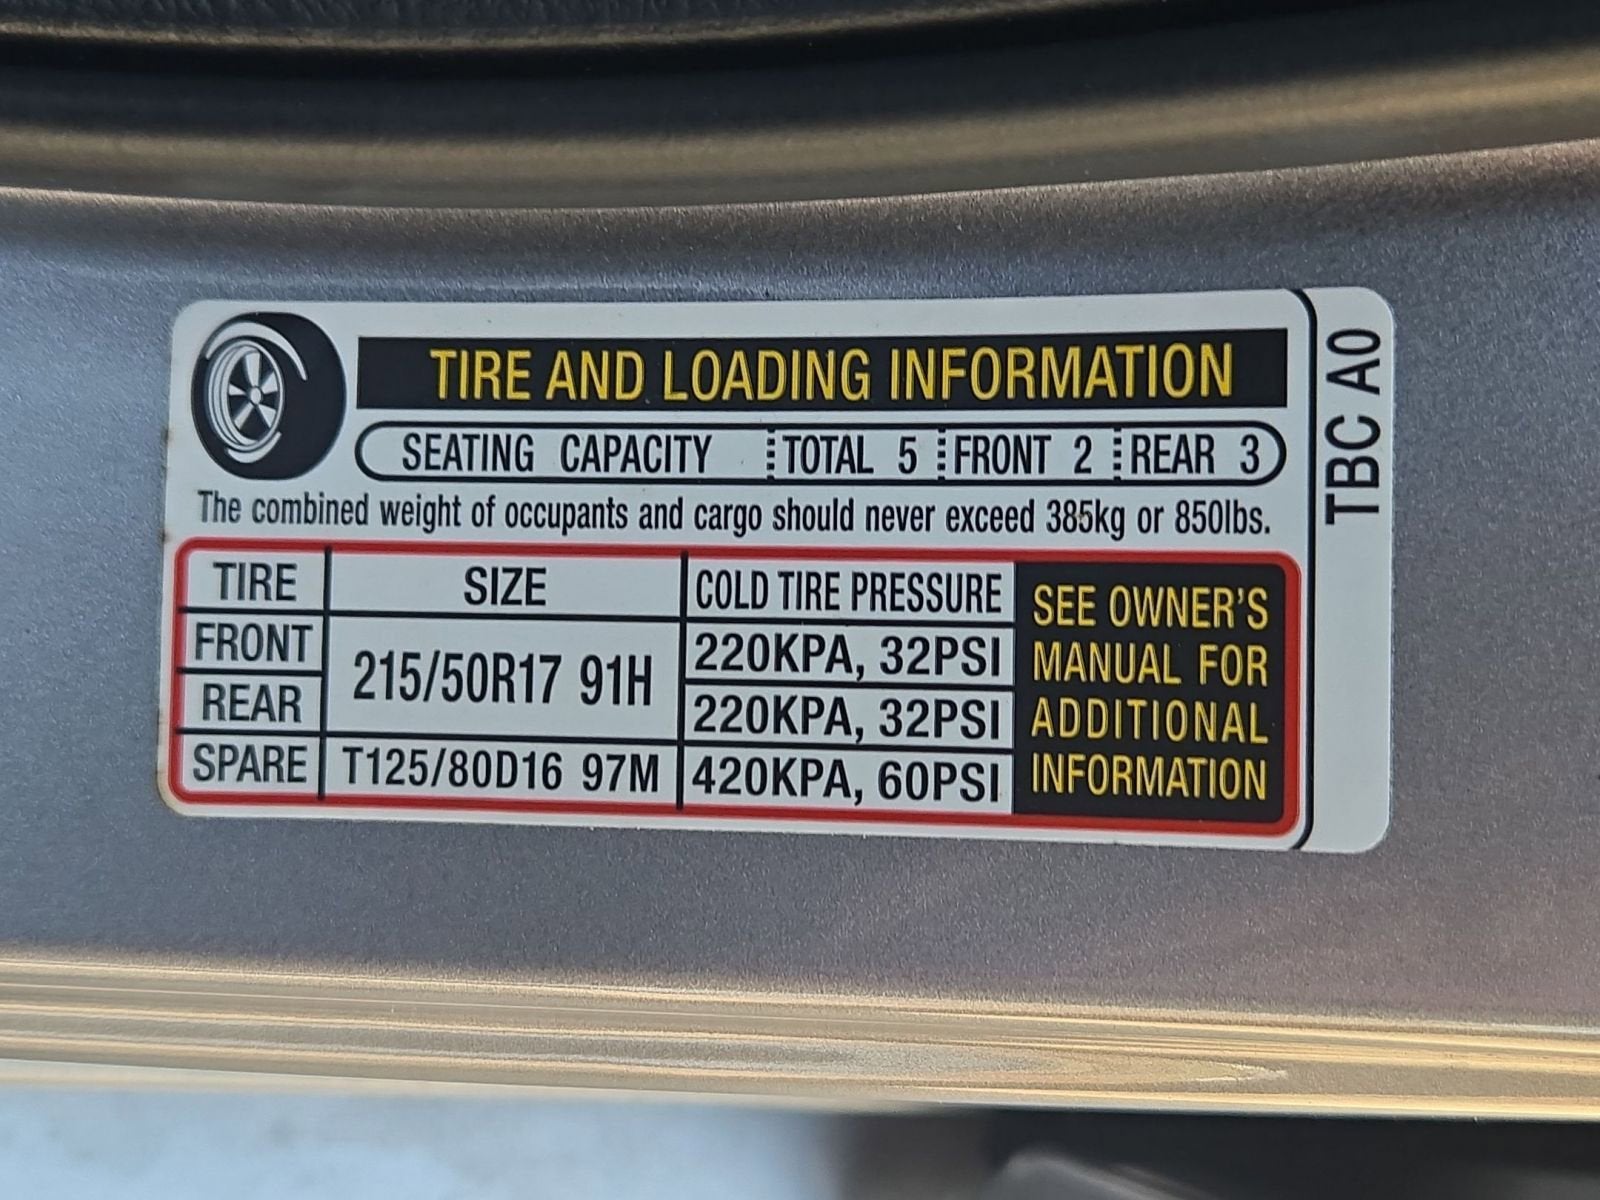 TIRE AND LOADING INFORMATION
SEATING CAPACITY TOTAL 5 FRONT 2 REAR 3
The combined weight of occupants and cargo should never exceed 385kg or 850lbs.
TIRE SIZE COLD TIRE PRESSURE
FRONT 215/50R17 91H 220KPA, 32PSI
REAR 220KPA, 32PSI
SPARE T125/80D16 97M 420KPA, 60PSI
SEE OWNER'S
MANUAL FOR
ADDITIONAL
INFORMATION
TBC A0